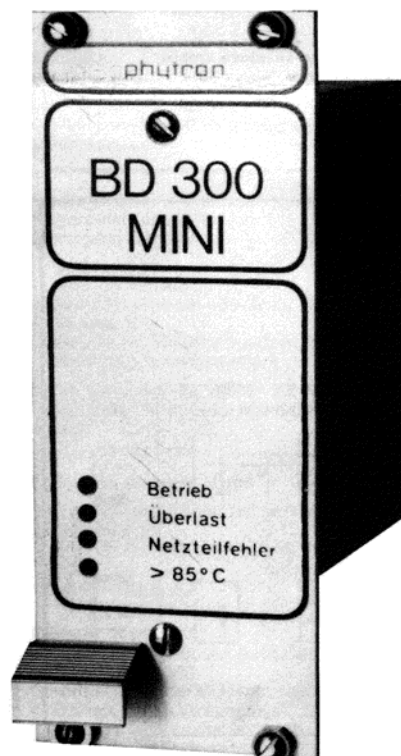 phytron
BD 300
MINI
Betrieb
Überlast
Netzteilfehler
> 85°C